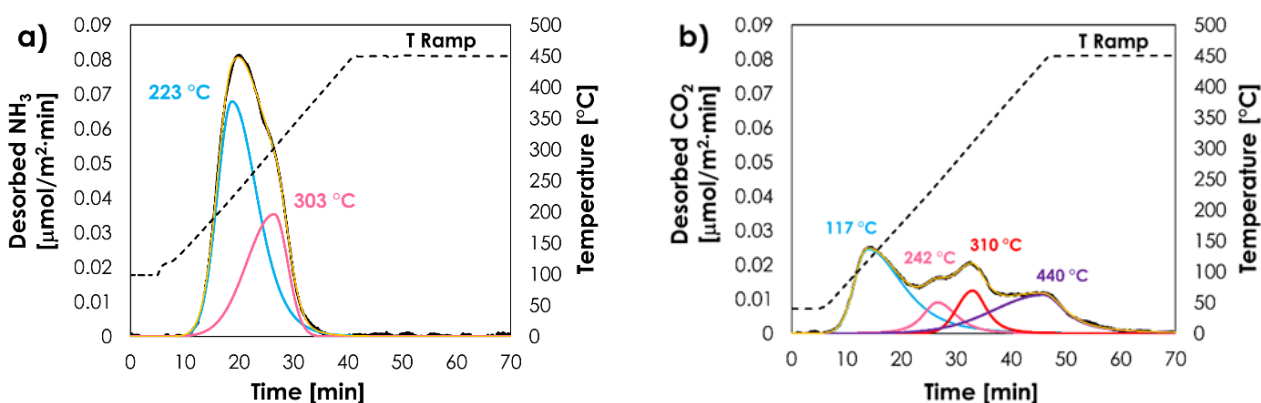 a)
Desorbed NH₃
[μmol/m²·min]
0.09
0.08
0.07
0.06
0.05
0.04
0.03
0.02
0.01
0
T Ramp
223 °C
303 °C
500
450
400
350
300
250
200
150
100
50
0
Temperature [°C]
0 10 20 30 40 50 60 70
Time [min]
b)
Desorbed CO₂
[μmol/m²·min]
0.09
0.08
0.07
0.06
0.05
0.04
0.03
0.02
0.01
0
T Ramp
117 °C
242 °C
310 °C
440 °C
500
450
400
350
300
250
200
150
100
50
0
Temperature [°C]
0 10 20 30 40 50 60 70
Time [min]